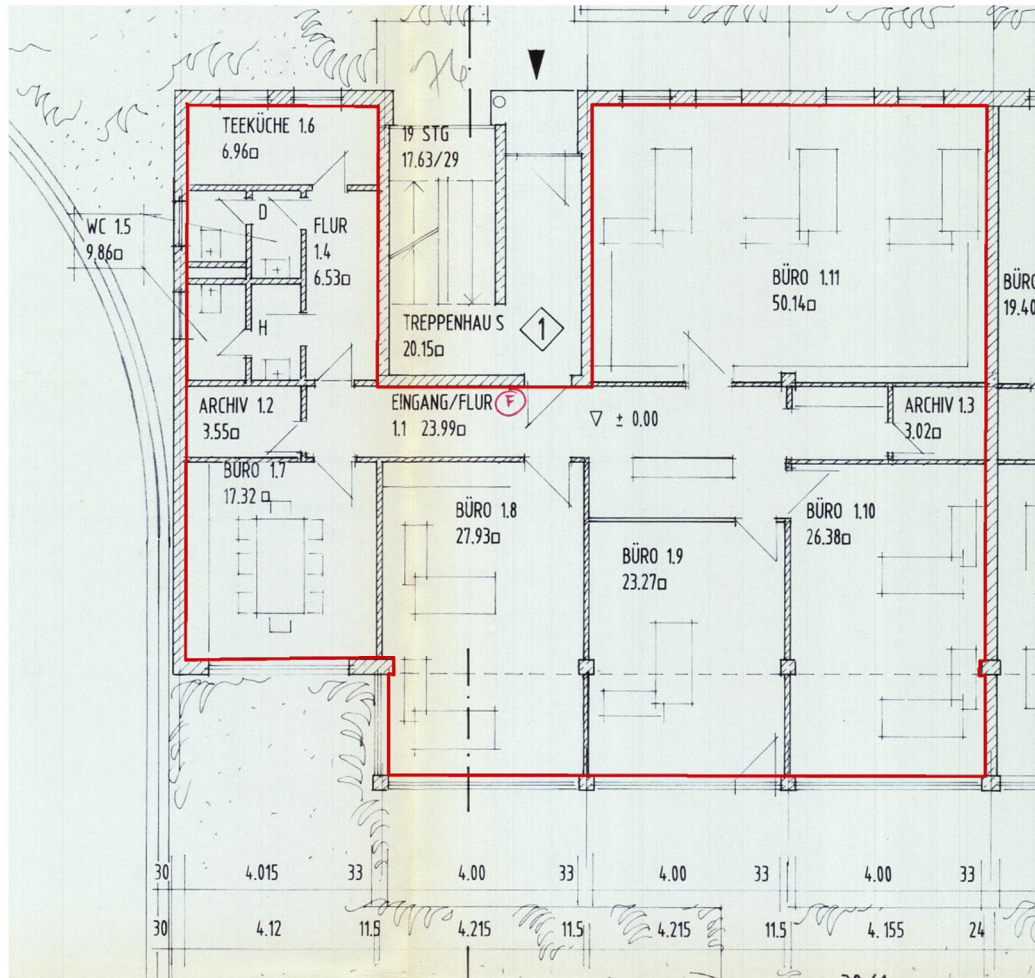 76
TEEKÜCHE 1.6
6.96□
19 STG
17.63/29
WC 1.5
9.86□
D
FLUR
1.4
6.53□
H
BÜRO 1.11
50.14□
BÜRO
19.40
TREPPENHAUS
20.15□
1
ARCHIV 1.2
3.55□
EINGANG/FLUR F
1.1 23.99□
▽ ± 0.00
ARCHIV 1.3
3.02□
BÜRO 1.7
17.32□
BÜRO 1.8
27.93□
BÜRO 1.9
23.27□
BÜRO 1.10
26.38□
30 4.015 33 4.00 33 4.00 33 4.00 33
30 4.12 11.5 4.215 11.5 4.215 11.5 4.155 24